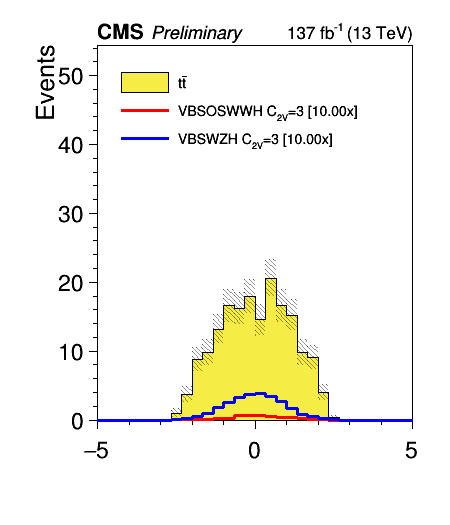 CMS Preliminary 137 fb⁻¹ (13 TeV)
Events
50
40
30
20
10
0
tt̄
VBSOSWWH C₂ᵥ=3 [10.00x]
VBSWZH C₂ᵥ=3 [10.00x]
−5 0 5